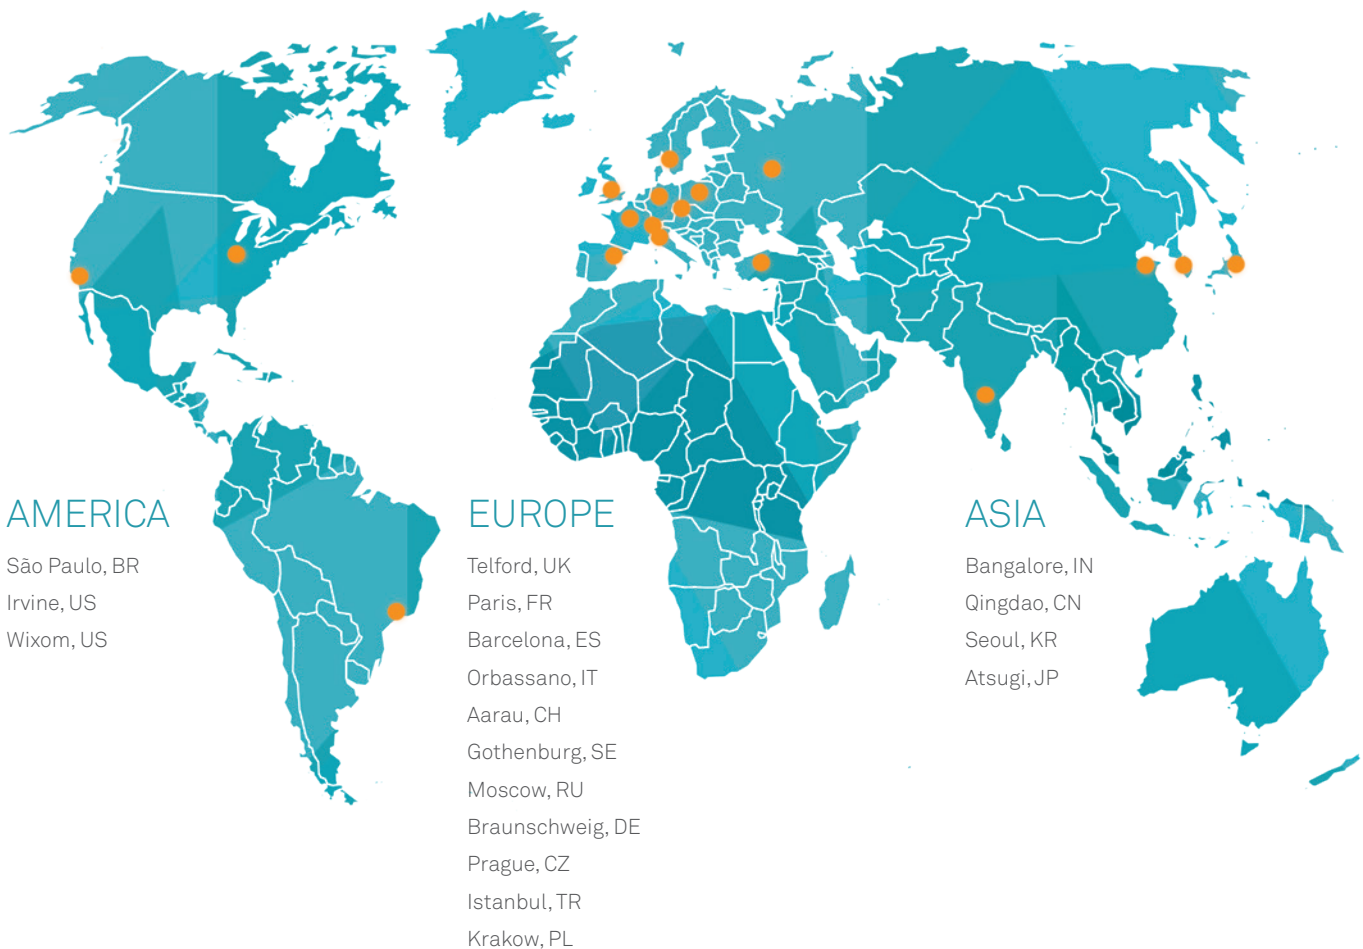 AMERICA
São Paulo, BR
Irvine, US
Wixom, US
EUROPE
Telford, UK
Paris, FR
Barcelona, ES
Orbassano, IT
Aarau, CH
Gothenburg, SE
Moscow, RU
Braunschweig, DE
Prague, CZ
Istanbul, TR
Krakow, PL
ASIA
Bangalore, IN
Qingdao, CN
Seoul, KR
Atsugi, JP